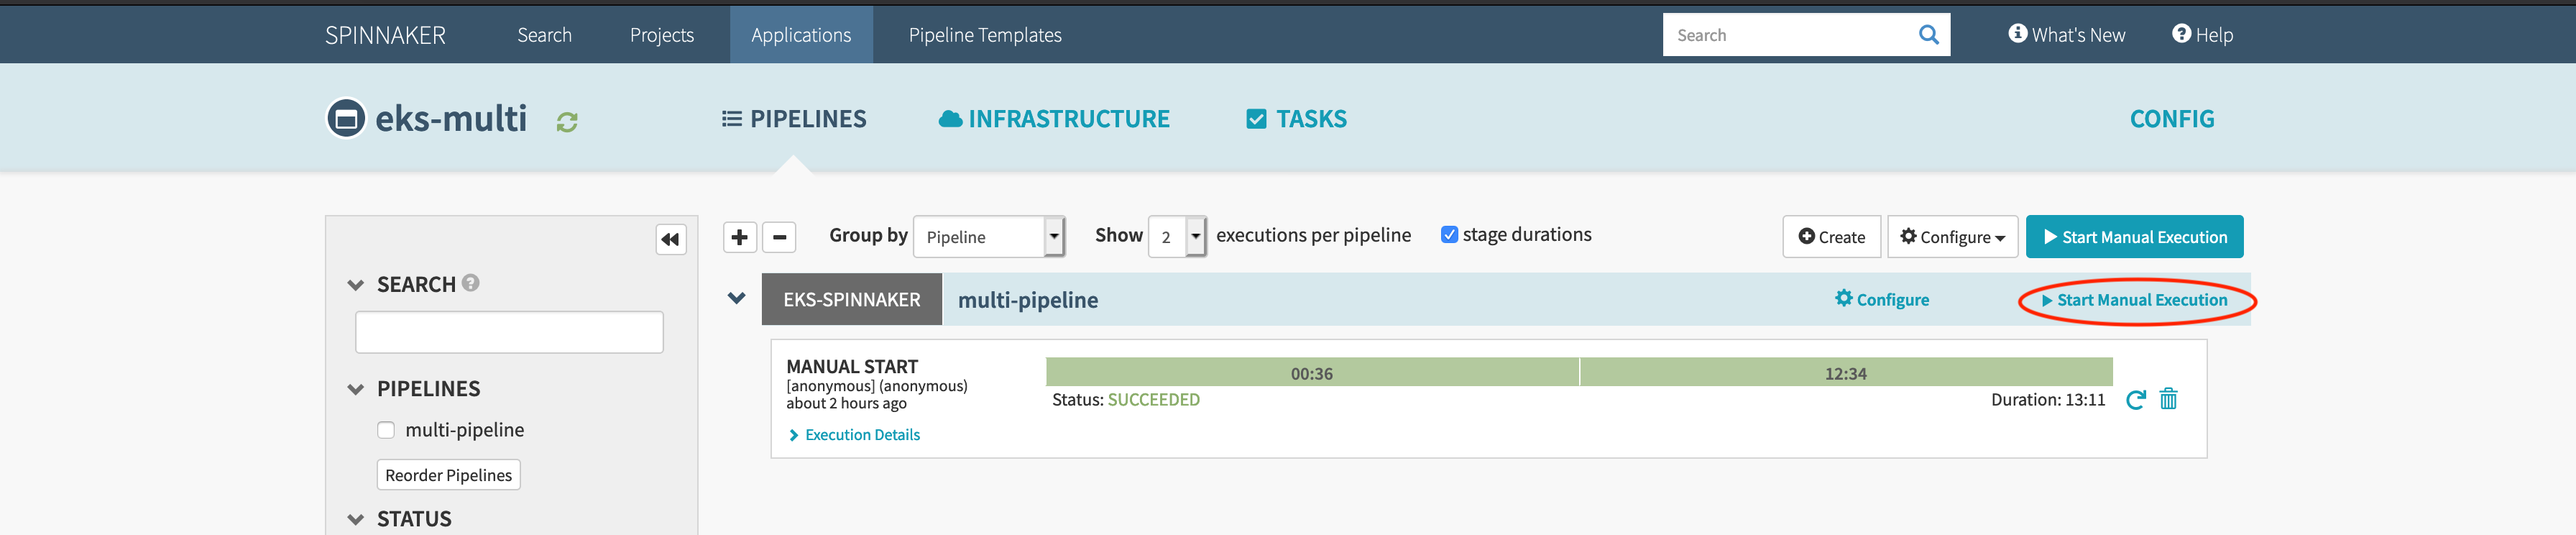 SPINNAKER Search Projects Applications Pipeline Templates Search What's New Help
eks-multi PIPELINES INFRASTRUCTURE TASKS CONFIG
Group by Pipeline Show 2 executions per pipeline stage durations Create Configure Start Manual Execution
SEARCH
PIPELINES
multi-pipeline
Reorder Pipelines
STATUS
EKS-SPINNAKER multi-pipeline Configure Start Manual Execution
MANUAL START
[anonymous] (anonymous)
about 2 hours ago
00:36 12:34
Status: SUCCEEDED Duration: 13:11
Execution Details